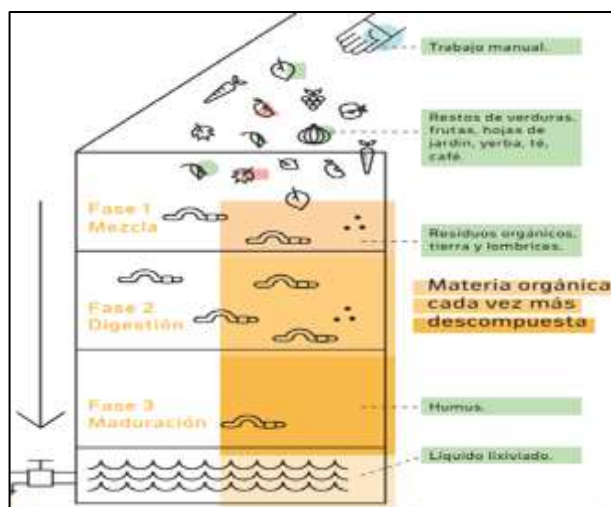 Trabajo manual.
Restos de verduras,
frutas, hojas de
jardín, yerba, té,
café.
Fase 1
Mezcla
Residuos orgánicos,
tierra y lombrices.
Materia orgánica
cada vez más
descompuesta
Fase 2
Digestión
Fase 3
Maduración
Humus.
Líquido lixiviado.